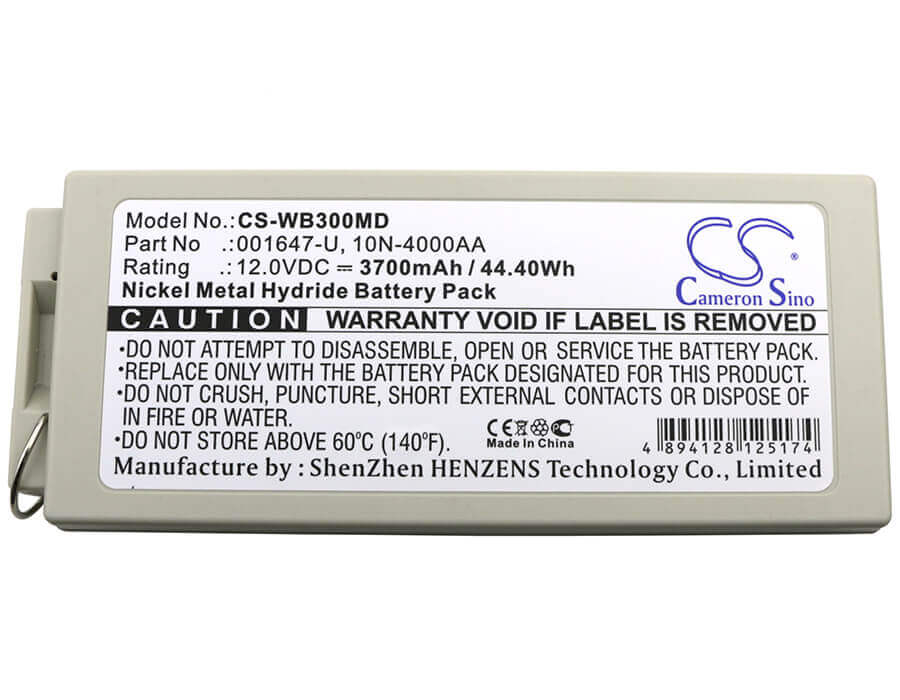 Model No.:CS-WB300MD
Part No .:001647-U, 10N-4000AA
Rating .:12.0VDC ⎓ 3700mAh / 44.40Wh
Nickel Metal Hydride Battery Pack
CS®
Cameron Sino
CAUTION WARRANTY VOID IF LABEL IS REMOVED
•DO NOT ATTEMPT TO DISASSEMBLE, OPEN OR SERVICE THE BATTERY PACK.
•REPLACE ONLY WITH THE BATTERY PACK DESIGNATED FOR THIS PRODUCT.
•DO NOT CRUSH, PUNCTURE, SHORT EXTERNAL CONTACTS OR DISPOSE OF
IN FIRE OR WATER.
•DO NOT STORE ABOVE 60°C (140°F).
CE
Made In China
4 894128 125174
Manufacture by : ShenZhen HENZENS Technology Co., Limited